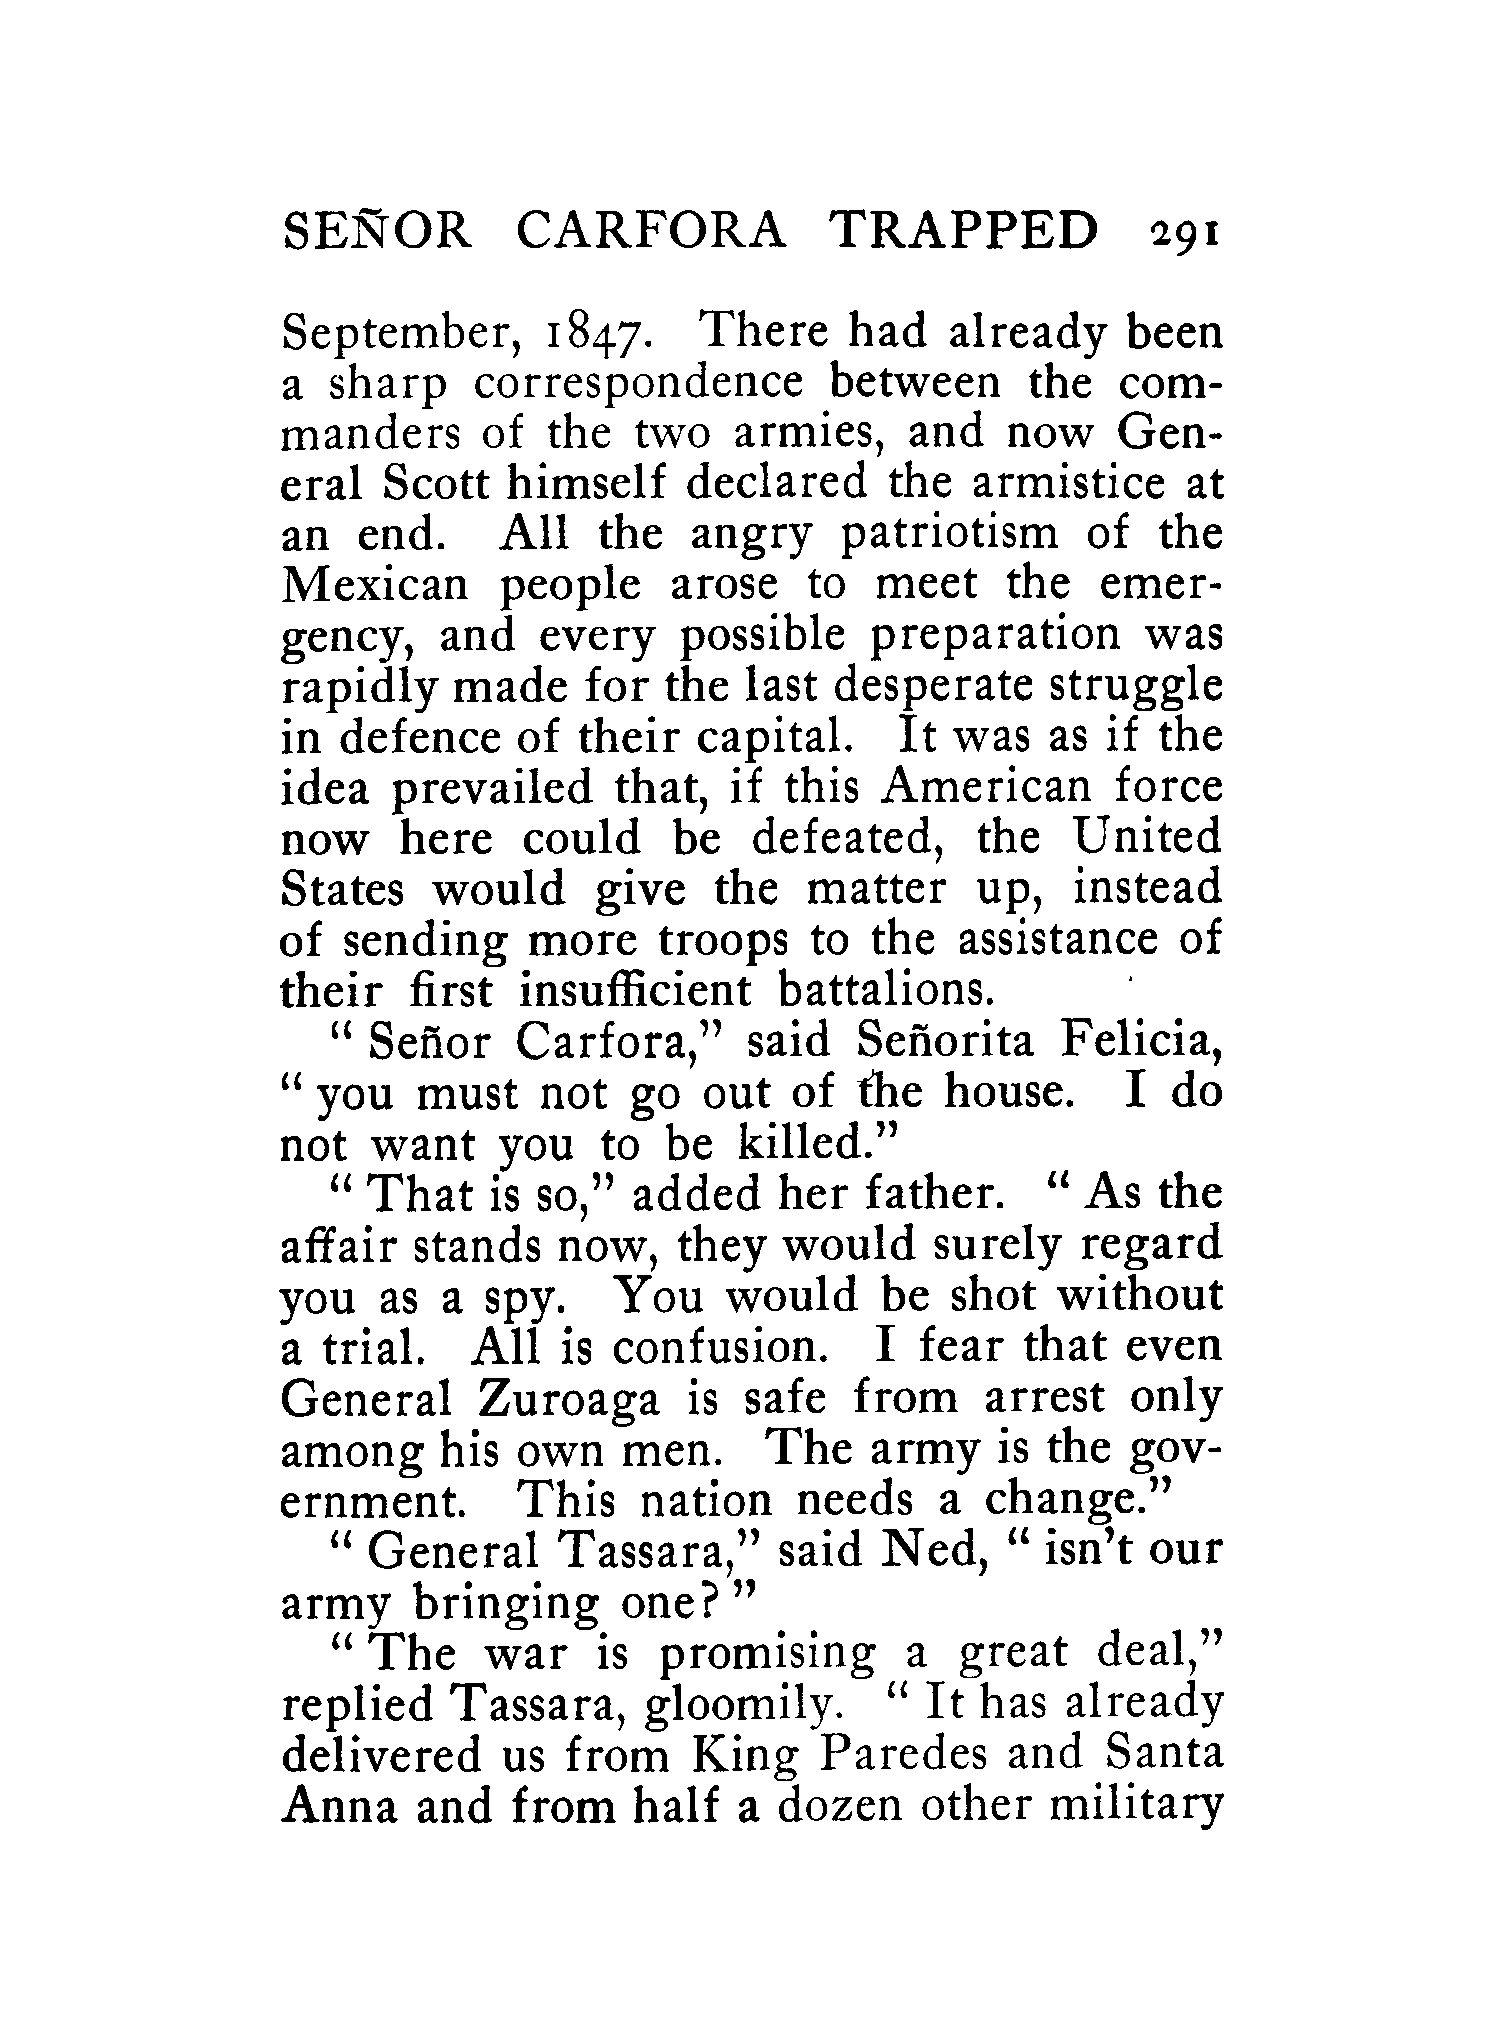 SEÑOR CARFORA TRAPPED 291
September, 1847. There had already been
a sharp correspondence between the com-
manders of the two armies, and now Gen-
eral Scott himself declared the armistice at
an end. All the angry patriotism of the
Mexican people arose to meet the emer-
gency, and every possible preparation was
rapidly made for the last desperate struggle
in defence of their capital. It was as if the
idea prevailed that, if this American force
now here could be defeated, the United
States would give the matter up, instead
of sending more troops to the assistance of
their first insufficient battalions.
“ Señor Carfora,” said Señorita Felicia,
“ you must not go out of the house. I do
not want you to be killed.”
“ That is so,” added her father. “ As the
affair stands now, they would surely regard
you as a spy. You would be shot without
a trial. All is confusion. I fear that even
General Zuroaga is safe from arrest only
among his own men. The army is the gov-
ernment. This nation needs a change.”
“ General Tassara,” said Ned, “ isn’t our
army bringing one? ”
“ The war is promising a great deal,”
replied Tassara, gloomily. “ It has already
delivered us from King Paredes and Santa
Anna and from half a dozen other military